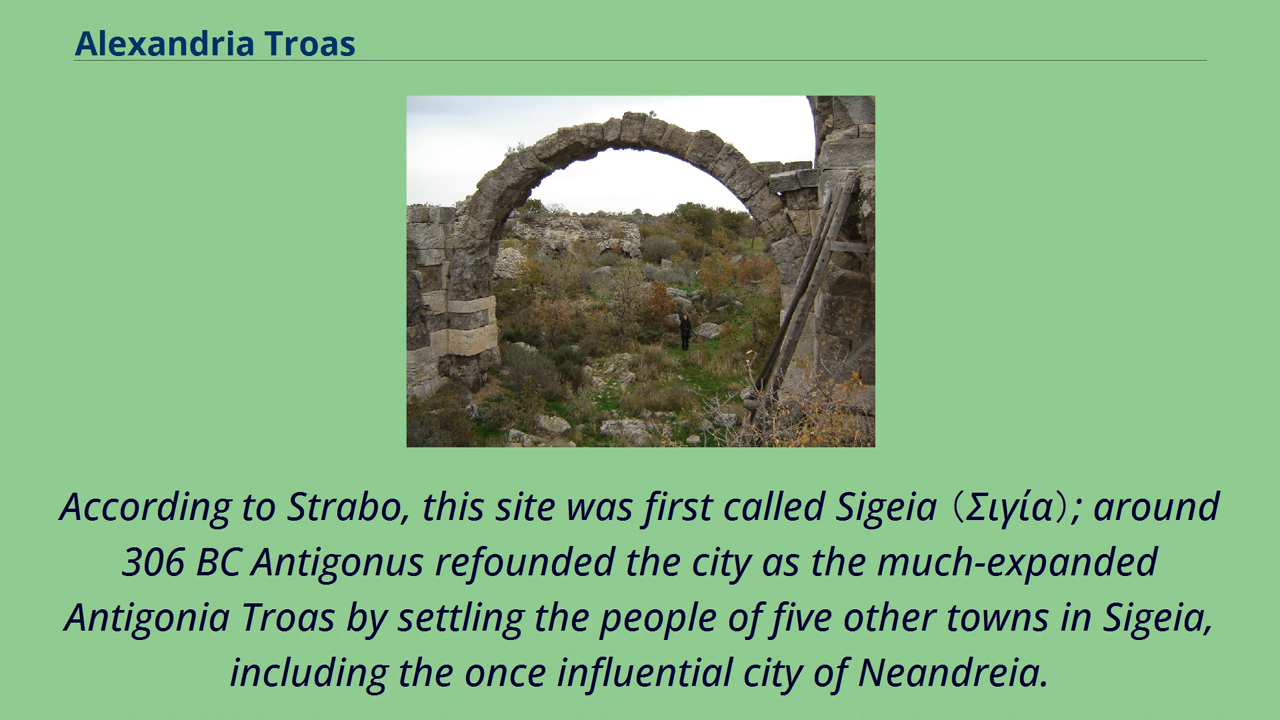 Alexandria Troas
According to Strabo, this site was first called Sigeia (Σιγία); around
306 BC Antigonus refounded the city as the much-expanded
Antigonia Troas by settling the people of five other towns in Sigeia,
including the once influential city of Neandreia.